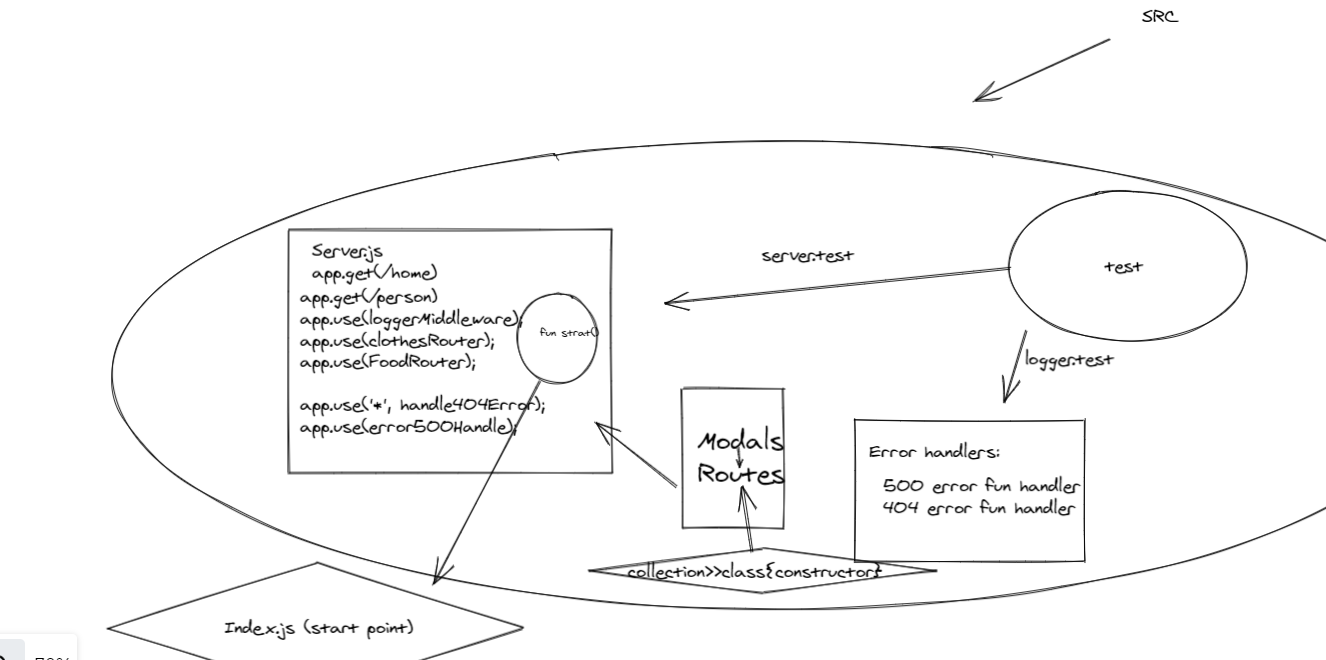 SRC
Server.js
app.get(/home)
app.get(/person)
app.use(loggerMiddleware);
app.use(clothesRouter);
app.use(FoodRouter);
app.use('*', handle404Error);
app.use(error500Handle);
fun strat()
server.test
test
logger.test
Modals
Routes
Error handlers:
500 error fun handler
404 error fun handler
collection>>class{constructor}
Index.js (start point)